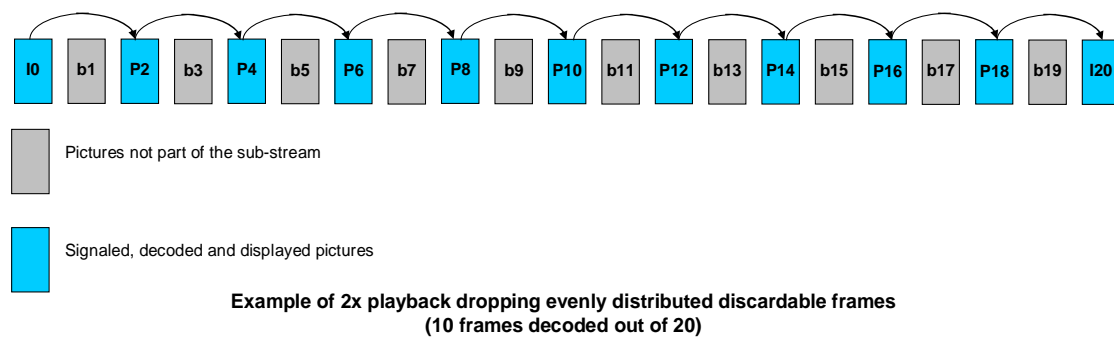 I0 b1 P2 b3 P4 b5 P6 b7 P8 b9 P10 b11 P12 b13 P14 b15 P16 b17 P18 b19 I20
Pictures not part of the sub-stream
Signaled, decoded and displayed pictures
Example of 2x playback dropping evenly distributed discardable frames
(10 frames decoded out of 20)